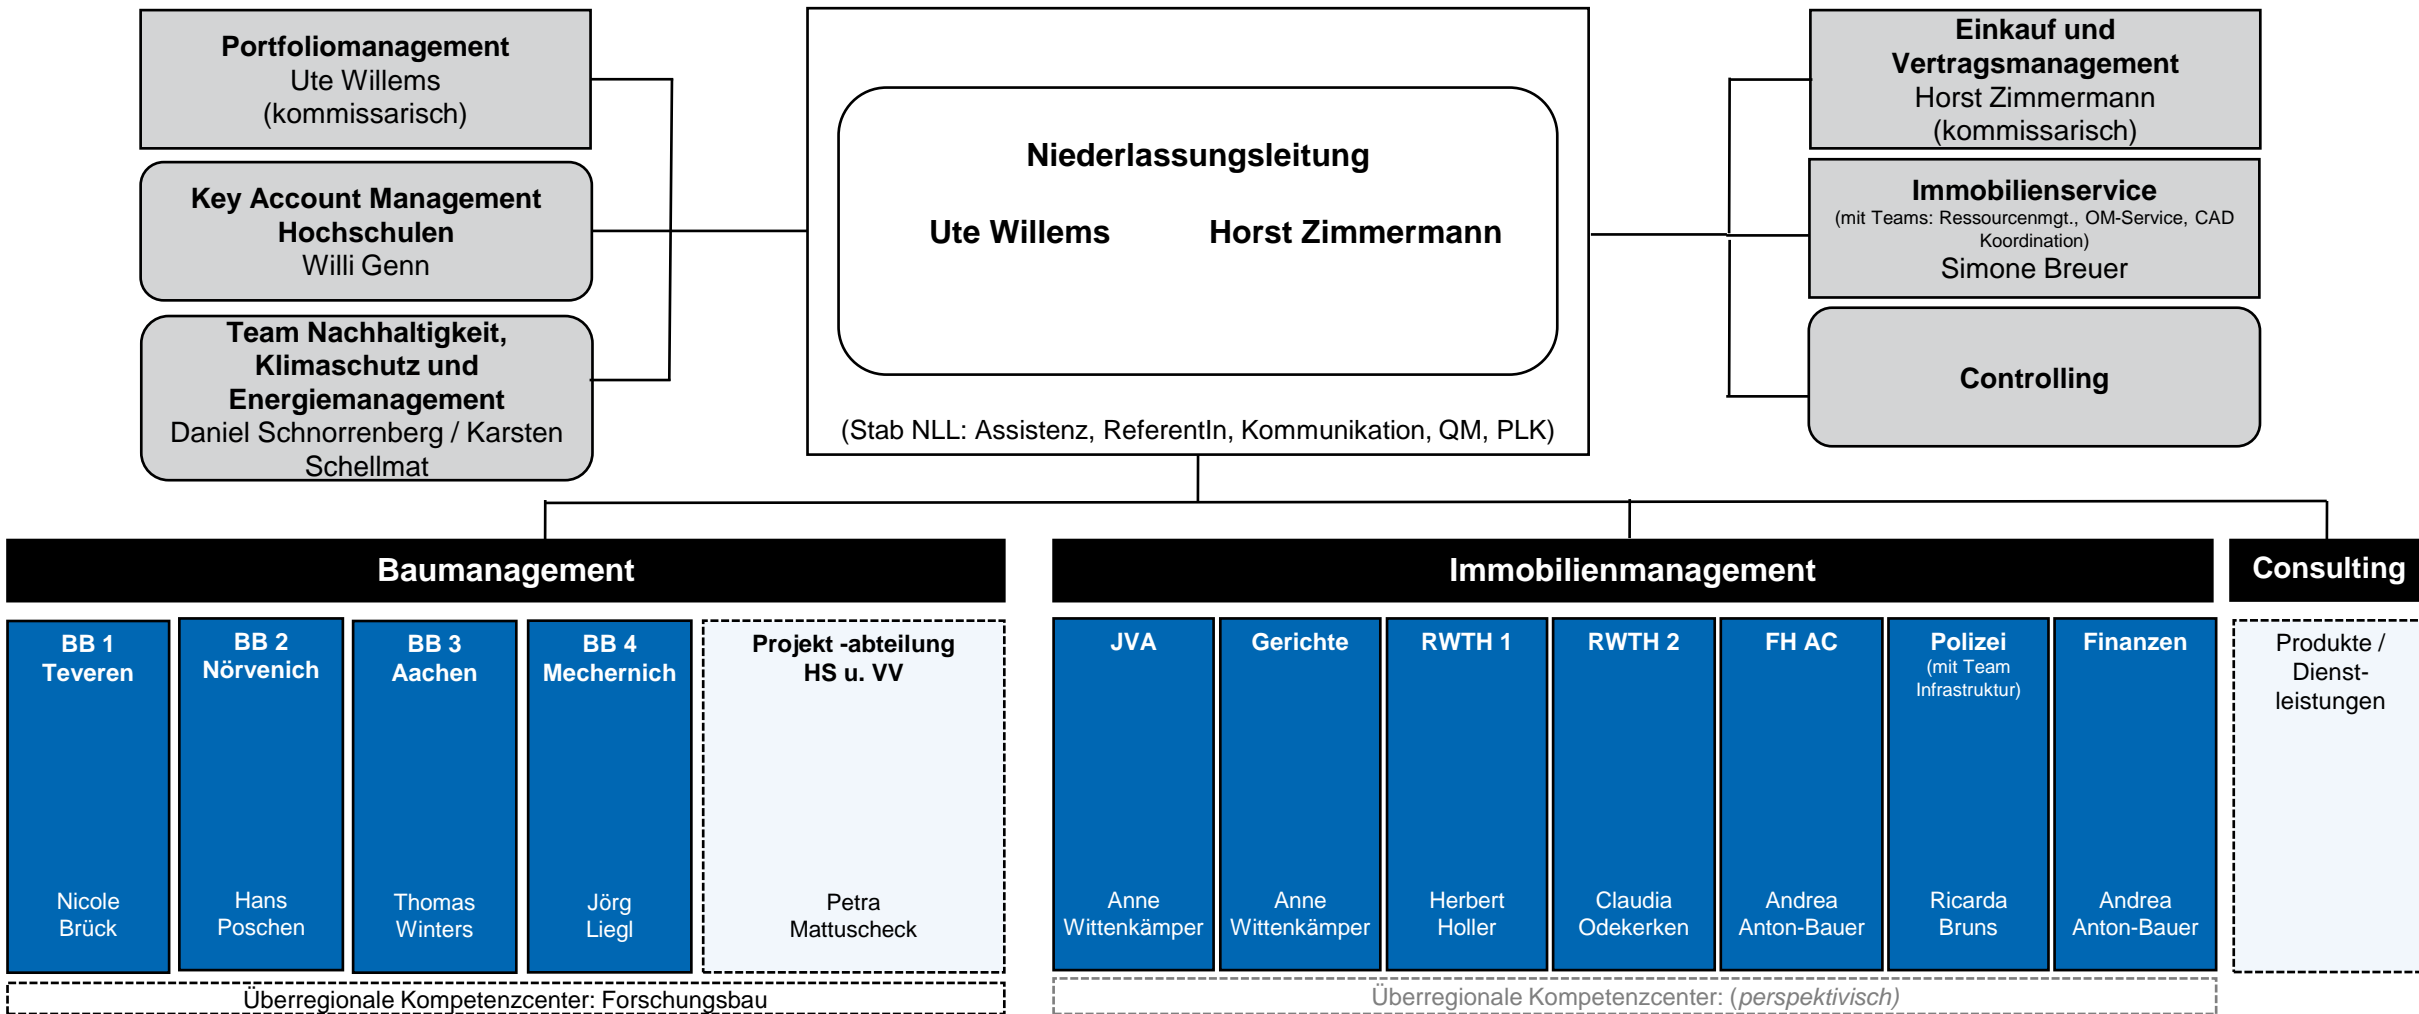 Portfoliomanagement
Ute Willems
(kommissarisch)
Key Account Management
Hochschulen
Willi Genn
Team Nachhaltigkeit,
Klimaschutz und
Energiemanagement
Daniel Schnorrenberg / Karsten
Schellmat
Niederlassungsleitung
Ute Willems Horst Zimmermann
(Stab NLL: Assistenz, ReferentIn, Kommunikation, QM, PLK)
Einkauf und
Vertragsmanagement
Horst Zimmermann
(kommissarisch)
Immobilienservice
(mit Teams: Ressourcenmgt., OM-Service, CAD
Koordination)
Simone Breuer
Controlling
Baumanagement
BB 1
Teveren
Nicole
Brück
BB 2
Nörvenich
Hans
Poschen
BB 3
Aachen
Thomas
Winters
BB 4
Mechernich
Jörg
Liegl
Projekt -abteilung
HS u. VV
Petra
Mattuscheck
Überregionale Kompetenzcenter: Forschungsbau
Immobilienmanagement
JVA
Anne
Wittenkämper
Gerichte
Anne
Wittenkämper
RWTH 1
Herbert
Holler
RWTH 2
Claudia
Odekerken
FH AC
Andrea
Anton-Bauer
Polizei
(mit Team
Infrastruktur)
Ricarda
Bruns
Finanzen
Andrea
Anton-Bauer
Überregionale Kompetenzcenter: (perspektivisch)
Consulting
Produkte /
Dienst-
leistungen